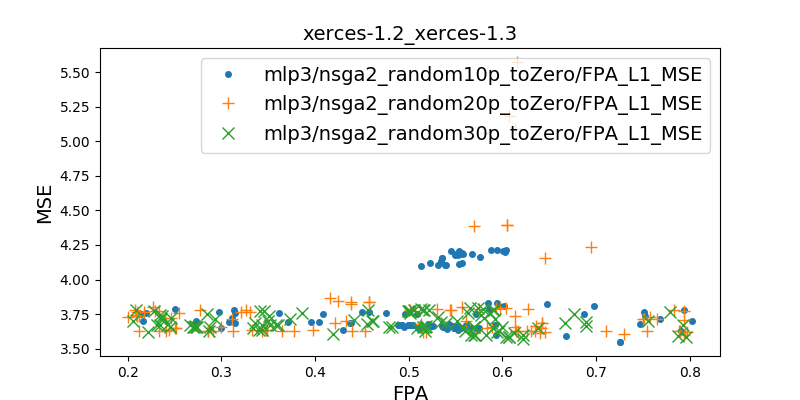 xerces-1.2_xerces-1.3
mlp3/nsga2_random10p_toZero/FPA_L1_MSE
mlp3/nsga2_random20p_toZero/FPA_L1_MSE
mlp3/nsga2_random30p_toZero/FPA_L1_MSE
MSE
5.50
5.25
5.00
4.75
4.50
4.25
4.00
3.75
3.50
0.2 0.3 0.4 0.5 0.6 0.7 0.8
FPA